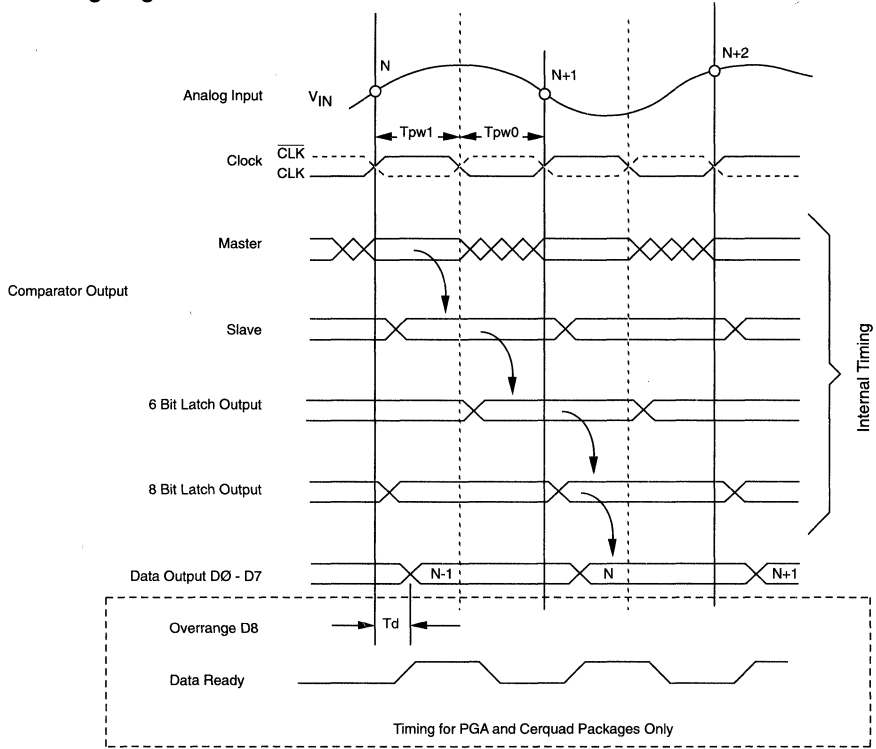 N
N+1
N+2
Analog Input
VIN
Tpw1
Tpw0
Clock
CLK
CLK
Master
Comparator Output
Slave
6 Bit Latch Output
8 Bit Latch Output
Internal Timing
Data Output DØ - D7
N-1
N
N+1
Overrange D8
Td
Data Ready
Timing for PGA and Cerquad Packages Only